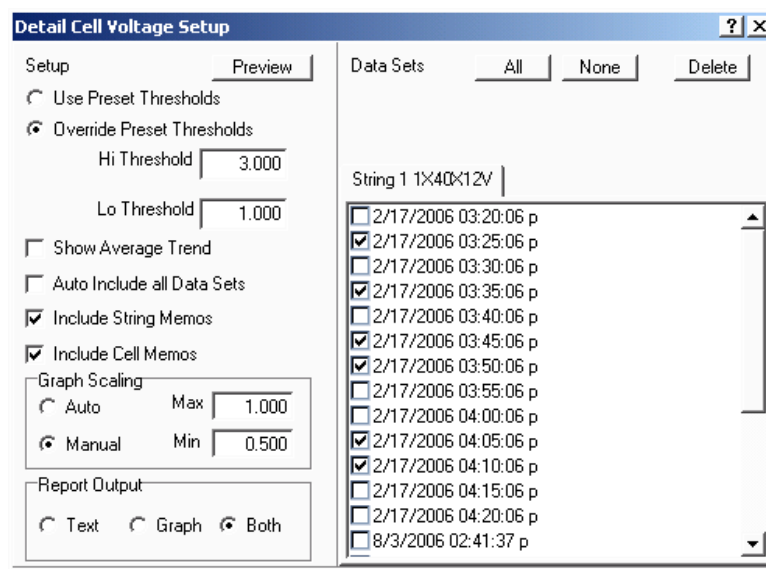 Detail Cell Voltage Setup
Setup
Preview
Use Preset Thresholds
Override Preset Thresholds
Hi Threshold 3.000
Lo Threshold 1.000
Show Average Trend
Auto Include all Data Sets
Include String Memos
Include Cell Memos
Graph Scaling
Auto
Max 1.000
Manual
Min 0.500
Report Output
Text
Graph
Both
Data Sets
All
None
Delete
String 1 1X40X12V
2/17/2006 03:20:06 p
2/17/2006 03:25:06 p
2/17/2006 03:30:06 p
2/17/2006 03:35:06 p
2/17/2006 03:40:06 p
2/17/2006 03:45:06 p
2/17/2006 03:50:06 p
2/17/2006 03:55:06 p
2/17/2006 04:00:06 p
2/17/2006 04:05:06 p
2/17/2006 04:10:06 p
2/17/2006 04:15:06 p
2/17/2006 04:20:06 p
8/3/2006 02:41:37 p